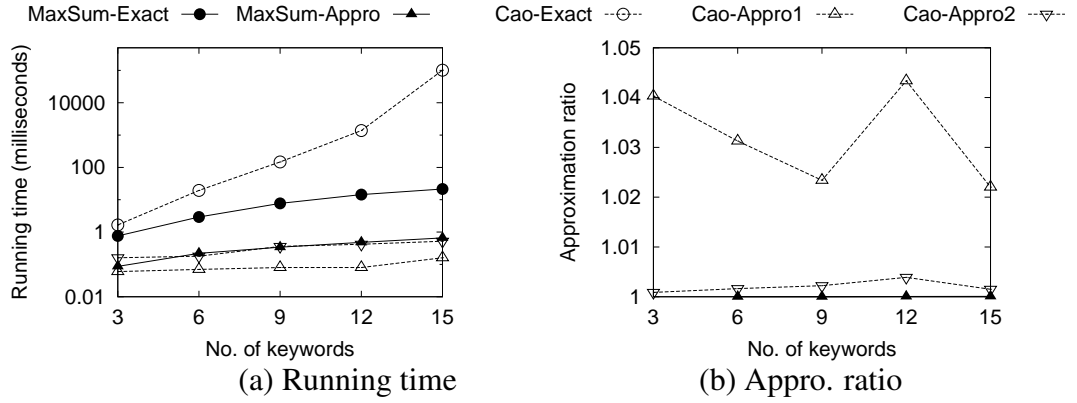 MaxSum-Exact MaxSum-Appro Cao-Exact Cao-Appro1 Cao-Appro2
Running time (milliseconds)
10000
100
1
0.01
3 6 9 12 15
No. of keywords
(a) Running time
Approximation ratio
1.05
1.04
1.03
1.02
1.01
1
3 6 9 12 15
No. of keywords
(b) Appro. ratio